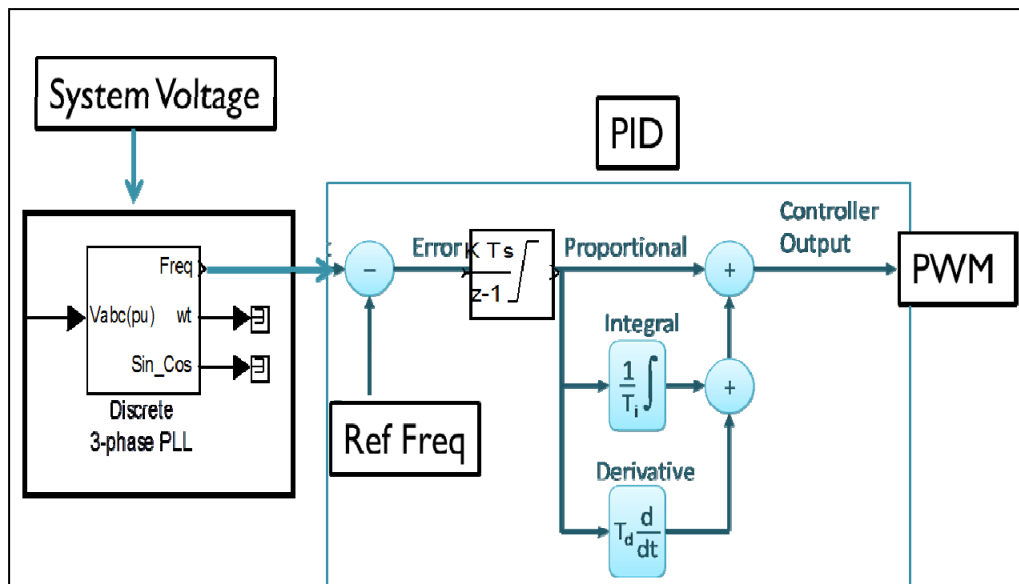 System Voltage
PID
Freq
Vabc(pu)
wt
Sin_Cos
Discrete
3-phase PLL
−
Error
K Ts
z-1
Proportional
+
Controller
Output
PWM
Ref Freq
Integral
1
Ti
∫
+
Derivative
Td
d
dt